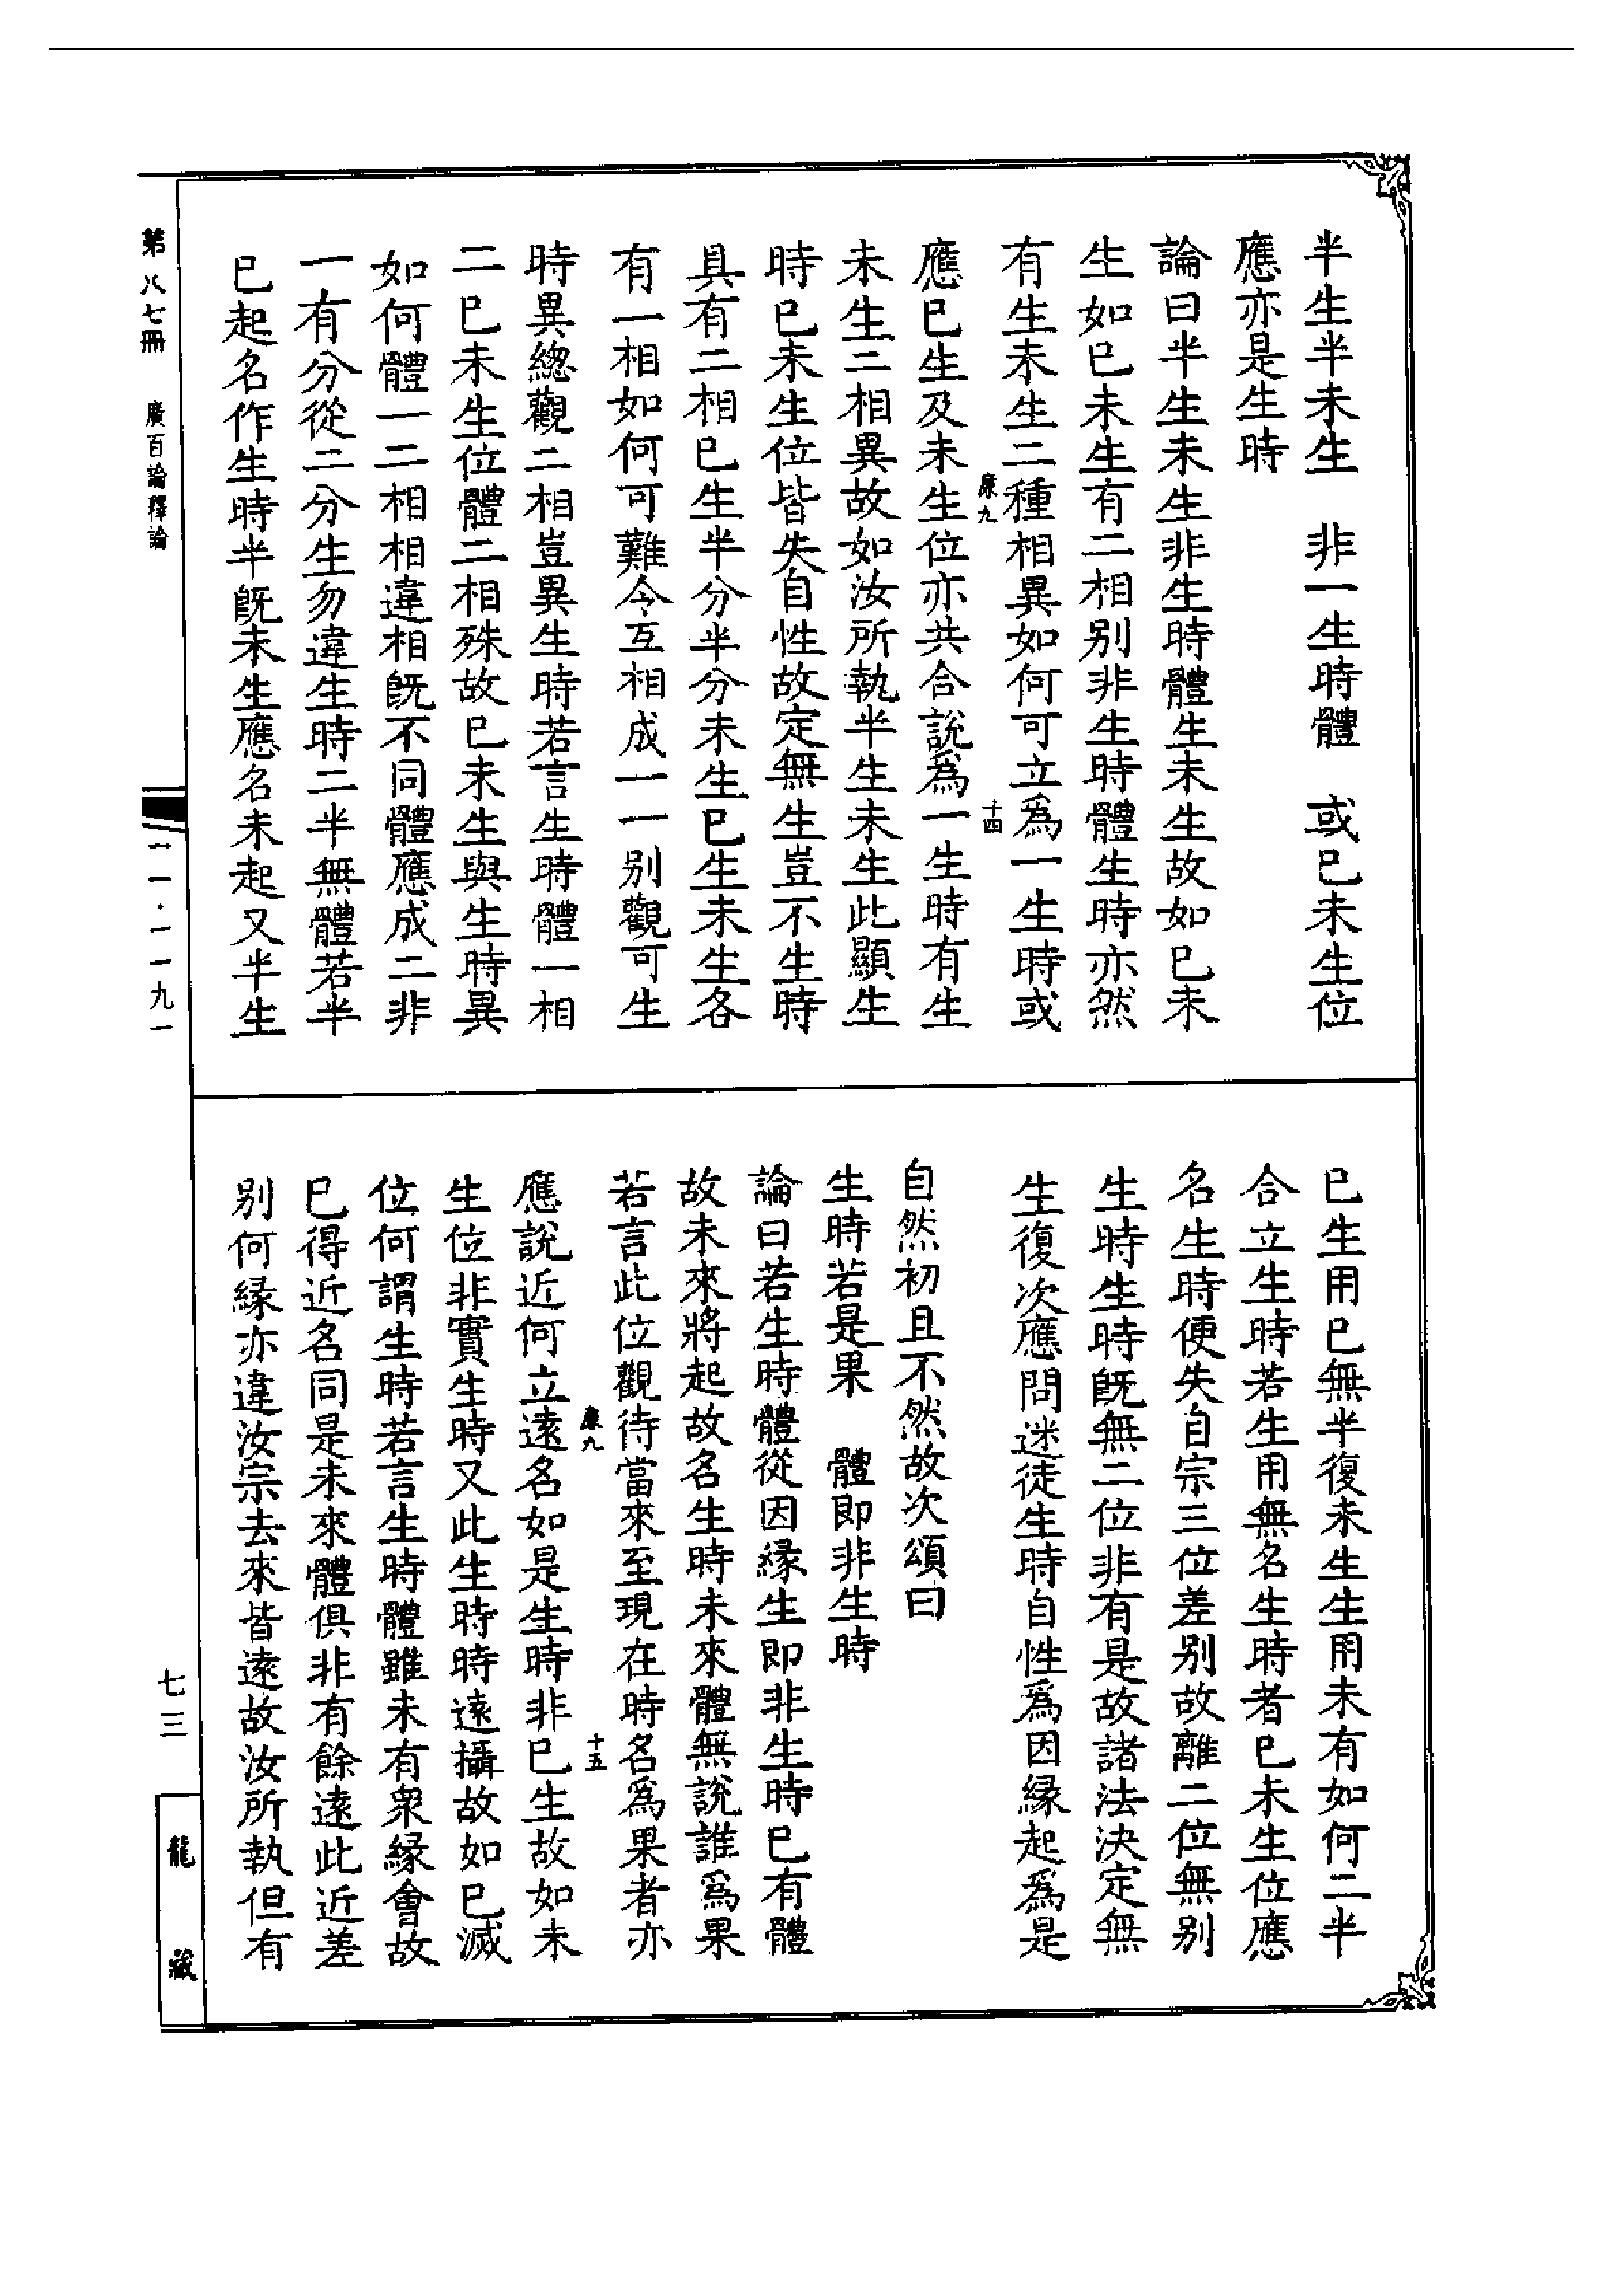 半生半未生　非一生時體　或已未生位
應亦是生時
論曰半生未生非生時體生未生故如已未
生如已未生有二相别非生時體生時亦然
有生未生二種相異如何可立爲一生時或
康九
十四
應已生及未生位亦共合說爲一生時有生
未生二相異故如汝所執半生未生此顯生
時已未生位皆失自性故定無生豈不生時
具有二相已生半分半分未生已生未生各
有一相如何可難令互相成一一别觀可生
時異總觀二相豈異生時若言生時體一相
二已未生位體二相殊故已未生與生時異
如何體一二相相違相旣不同體應成二非
一有分從二分生勿違生時二半無體若半
已起名作生時半旣未生應名未起又半生
已生用已無半復未生生用未有如何二半
合立生時若生用無名生時者已未生位應
名生時便失自宗三位差别故離二位無别
生時生時旣無二位非有是故諸法決定無
生復次應問迷徒生時自性爲因緣起爲是
自然初且不然故次頌曰
生時若是果　體即非生時
論曰若生時體從因緣生即非生時已有體
故未來將起故名生時未來體無說誰爲果
若言此位觀待當來至現在時名爲果者亦
康九
十五
應說近何立逺名如是生時非已生故如未
生位非實生時又此生時時逺攝故如已滅
位何謂生時若言生時體雖未有衆緣會故
已得近名同是未來體俱非有餘逺此近差
别何緣亦違汝宗去來皆逺故汝所執但有
第八七冊　廣百論釋論
二一·一一九一
七三
龍藏